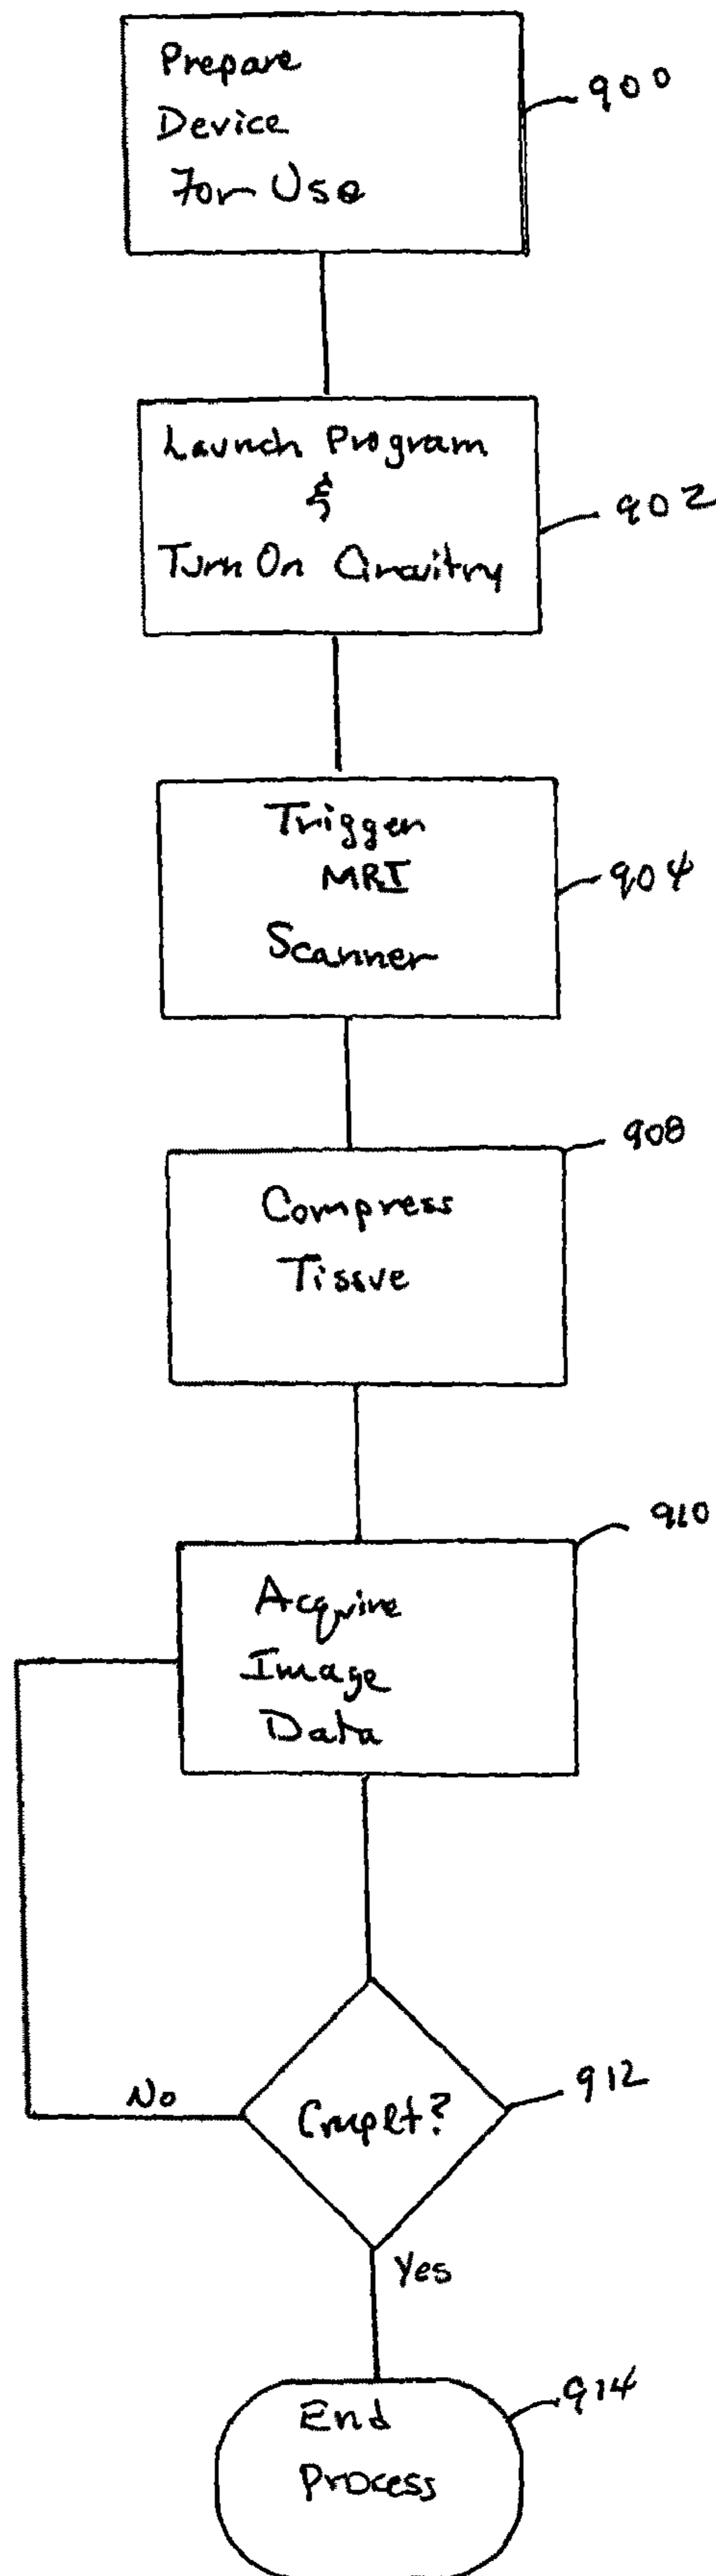 Prepare
Device
For Use
900
Launch Program
&
Turn On Circuitry
902
Trigger
MRI
Scanner
904
908
Compress
Tissue
910
Acquire
Image
Data
No
Cmplt?
912
Yes
End
Process
914